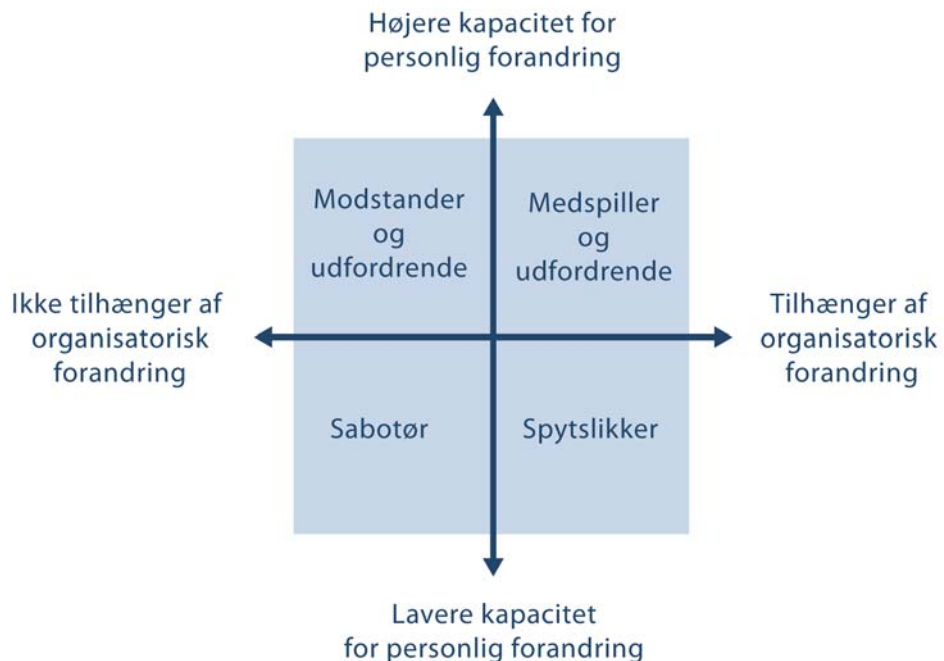 Højere kapacitet for
personlig forandring
Modstander
og
udfordrende
Medspiller
og
udfordrende
Ikke tilhænger af
organisatorisk
forandring
Tilhænger af
organisatorisk
forandring
Sabotør
Spytslikker
Lavere kapacitet
for personlig forandring